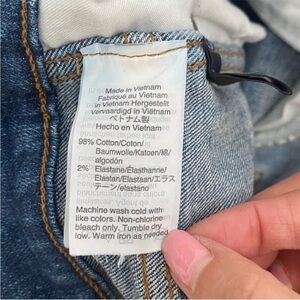 Made in Vietnam
Fabriqué au Vietnam
In Vietnam Hergestellt
Vervaardigd in Viëtnam
ベトナム製
Hecho en Vietnam
98% Cotton/Coton/
Baumwolle/Katoen/綿/
algodón
2% Elastane/Élasthanne/
Elastan/Elastaan/エラス
テーン/elastano
Machine wash cold with
like colors. Non-chlorine
bleach only. Tumble dry
low. Warm iron as needed